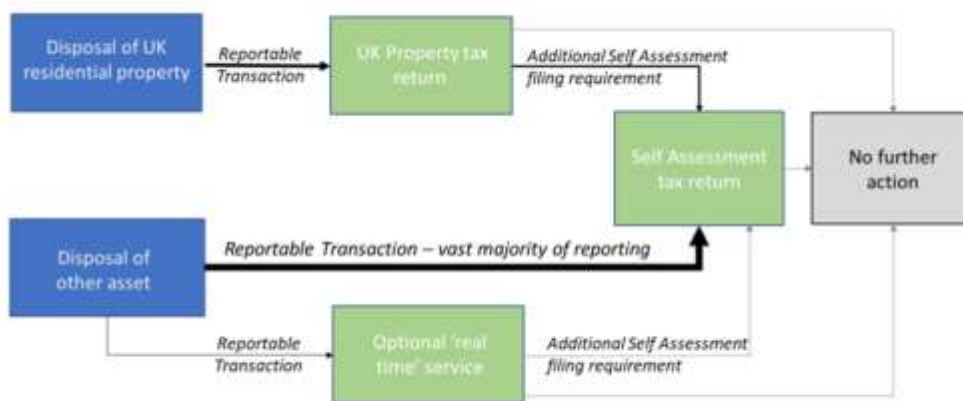 Disposal of UK
residential property
Reportable
Transaction
UK Property tax
return
Additional Self Assessment
filing requirement
Self Assessment
tax return
No further
action
Disposal of
other asset
Reportable Transaction – vast majority of reporting
Reportable
Transaction
Optional 'real
time' service
Additional Self Assessment
filing requirement